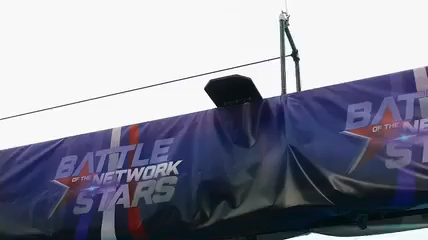 BATTLE
OF THE
NETWORK
STARS
BATTLE
OF THE
NETWORK
STARS